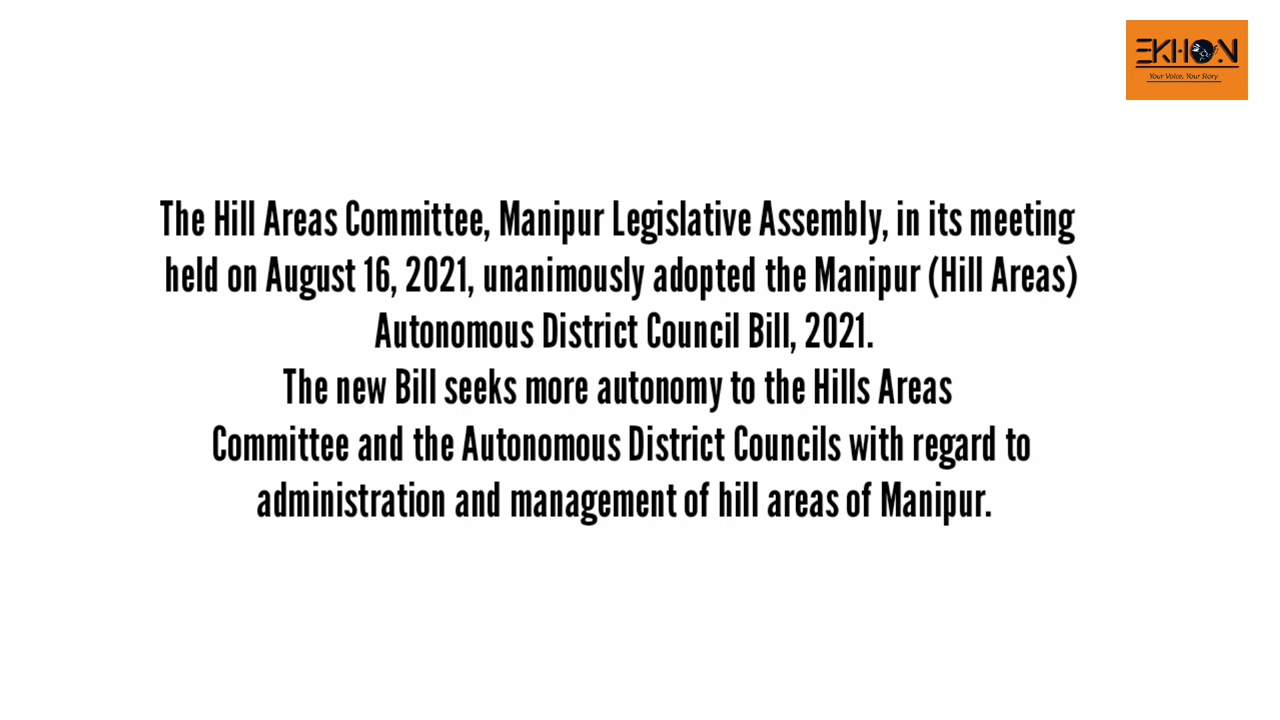 EKHON
Your Voice, Your Story
The Hill Areas Committee, Manipur Legislative Assembly, in its meeting
held on August 16, 2021, unanimously adopted the Manipur (Hill Areas)
Autonomous District Council Bill, 2021.
The new Bill seeks more autonomy to the Hills Areas
Committee and the Autonomous District Councils with regard to
administration and management of hill areas of Manipur.